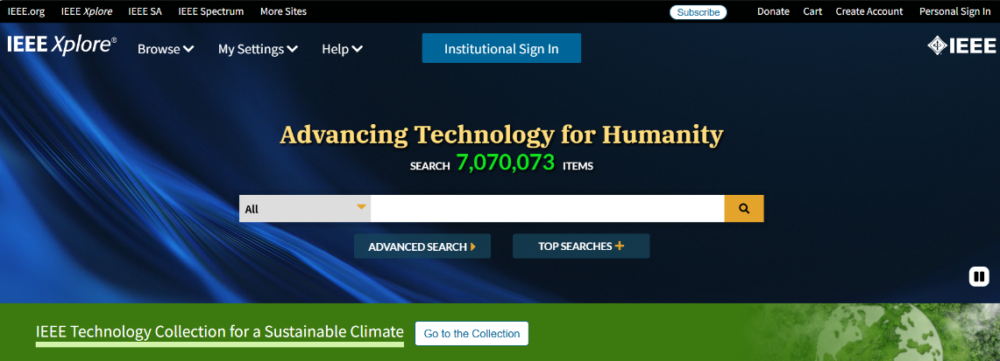 IEEE.org IEEE Xplore IEEE SA IEEE Spectrum More Sites Subscribe Donate Cart Create Account Personal Sign In
IEEE Xplore® Browse My Settings Help Institutional Sign In IEEE
Advancing Technology for Humanity
SEARCH 7,070,073 ITEMS
All
ADVANCED SEARCH TOP SEARCHES
IEEE Technology Collection for a Sustainable Climate Go to the Collection